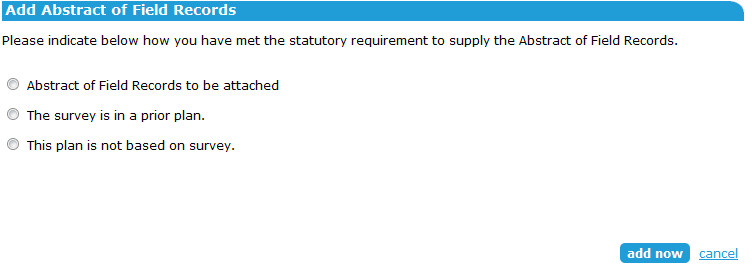 Add Abstract of Field Records
Please indicate below how you have met the statutory requirement to supply the Abstract of Field Records.
Abstract of Field Records to be attached
The survey is in a prior plan.
This plan is not based on survey.
add now cancel